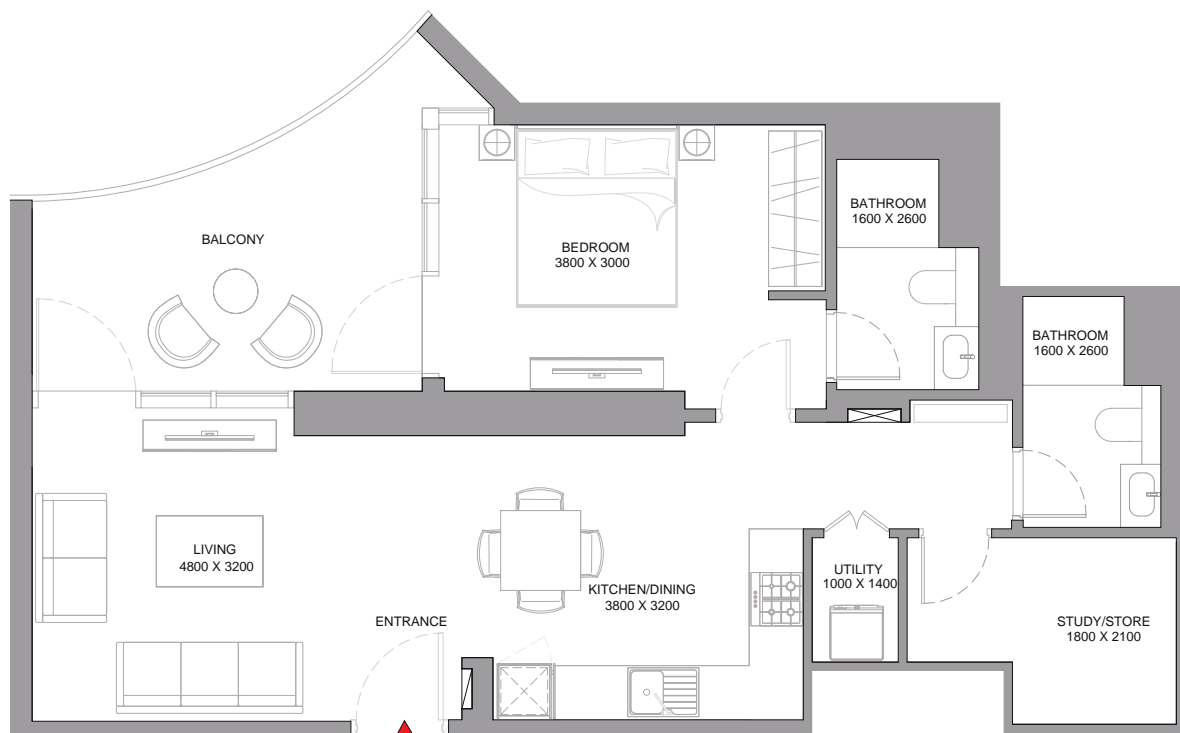 BATHROOM
1600 X 2600
BALCONY
BEDROOM
3800 X 3000
BATHROOM
1600 X 2600
LIVING
4800 X 3200
KITCHEN/DINING
3800 X 3200
UTILITY
1000 X 1400
ENTRANCE
STUDY/STORE
1800 X 2100